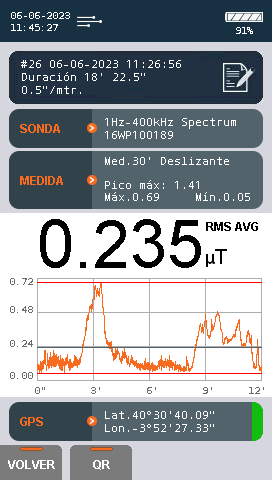 06-06-2023
11:45:27
91%
#26 06-06-2023 11:26:56
Duración 18' 22.5"
0.5"/mtr.
SONDA
1Hz-400kHz Spectrum
16WP100189
MEDIDA
Med.30' Deslizante
Pico máx: 1.41
Máx.0.69 Mín.0.05
0.235 RMS AVG
µT
0.72
0.48
0.24
0.00
0" 3' 6' 9' 12'
GPS
Lat.40°30'40.09"
Lon.-3°52'27.33"
VOLVER QR